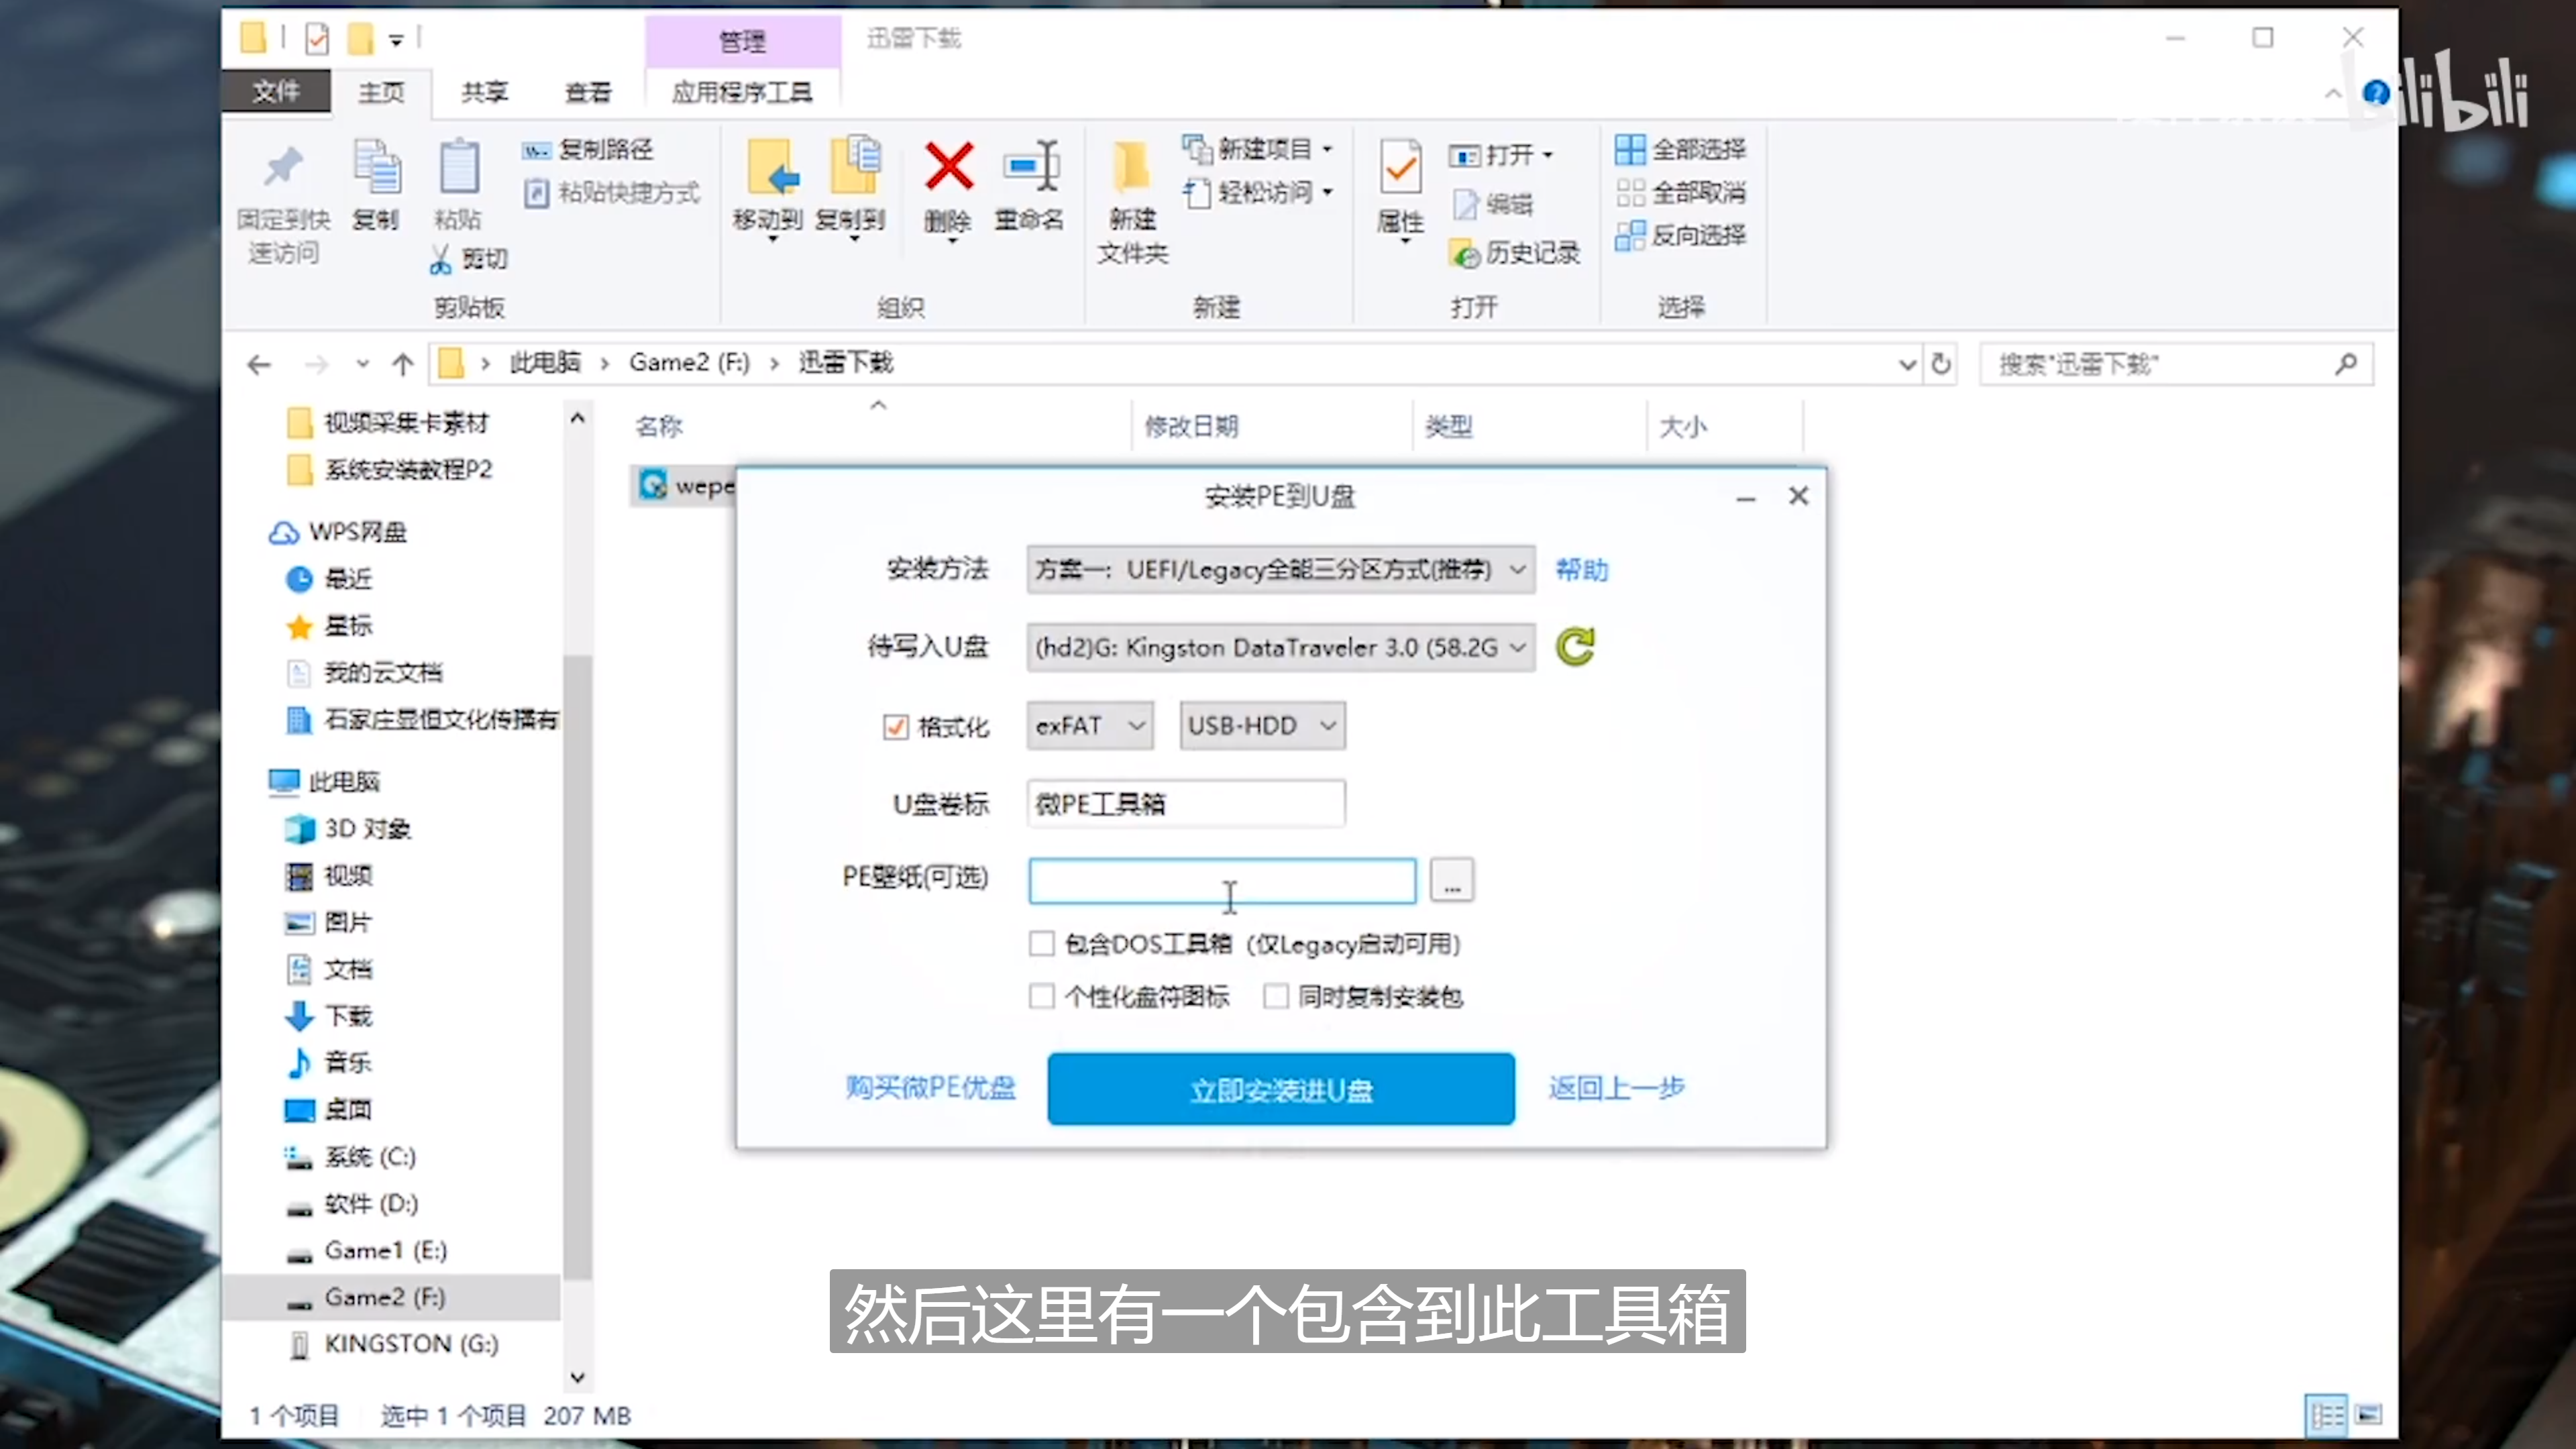 管理
迅雷下载
文件
主页
共享
查看
应用程序工具
bilibili
固定到快
速访问
复制
粘贴
复制路径
粘贴快捷方式
剪切
剪贴板
移动到
复制到
删除
重命名
组织
新建
文件夹
新建项目
轻松访问
新建
属性
打开
编辑
历史记录
打开
全部选择
全部取消
反向选择
选择
此电脑 › Game2 (F:) › 迅雷下载
搜索"迅雷下载"
名称
修改日期
类型
大小
视频采集卡素材
系统安装教程P2
WPS网盘
最近
星标
我的云文档
石家庄显恒文化传播有
此电脑
3D 对象
视频
图片
文档
下载
音乐
桌面
系统 (C:)
软件 (D:)
Game1 (E:)
Game2 (F:)
KINGSTON (G:)
wepe
安装PE到U盘
安装方法
方案一：UEFI/Legacy全能三分区方式(推荐)
帮助
待写入U盘
(hd2)G: Kingston DataTraveler 3.0 (58.2G
格式化
exFAT
USB-HDD
U盘卷标
微PE工具箱
PE壁纸(可选)
...
包含DOS工具箱（仅Legacy启动可用)
个性化盘符图标
同时复制安装包
购买微PE优盘
立即安装进U盘
返回上一步
然后这里有一个包含到此工具箱
1 个项目
选中 1 个项目 207 MB